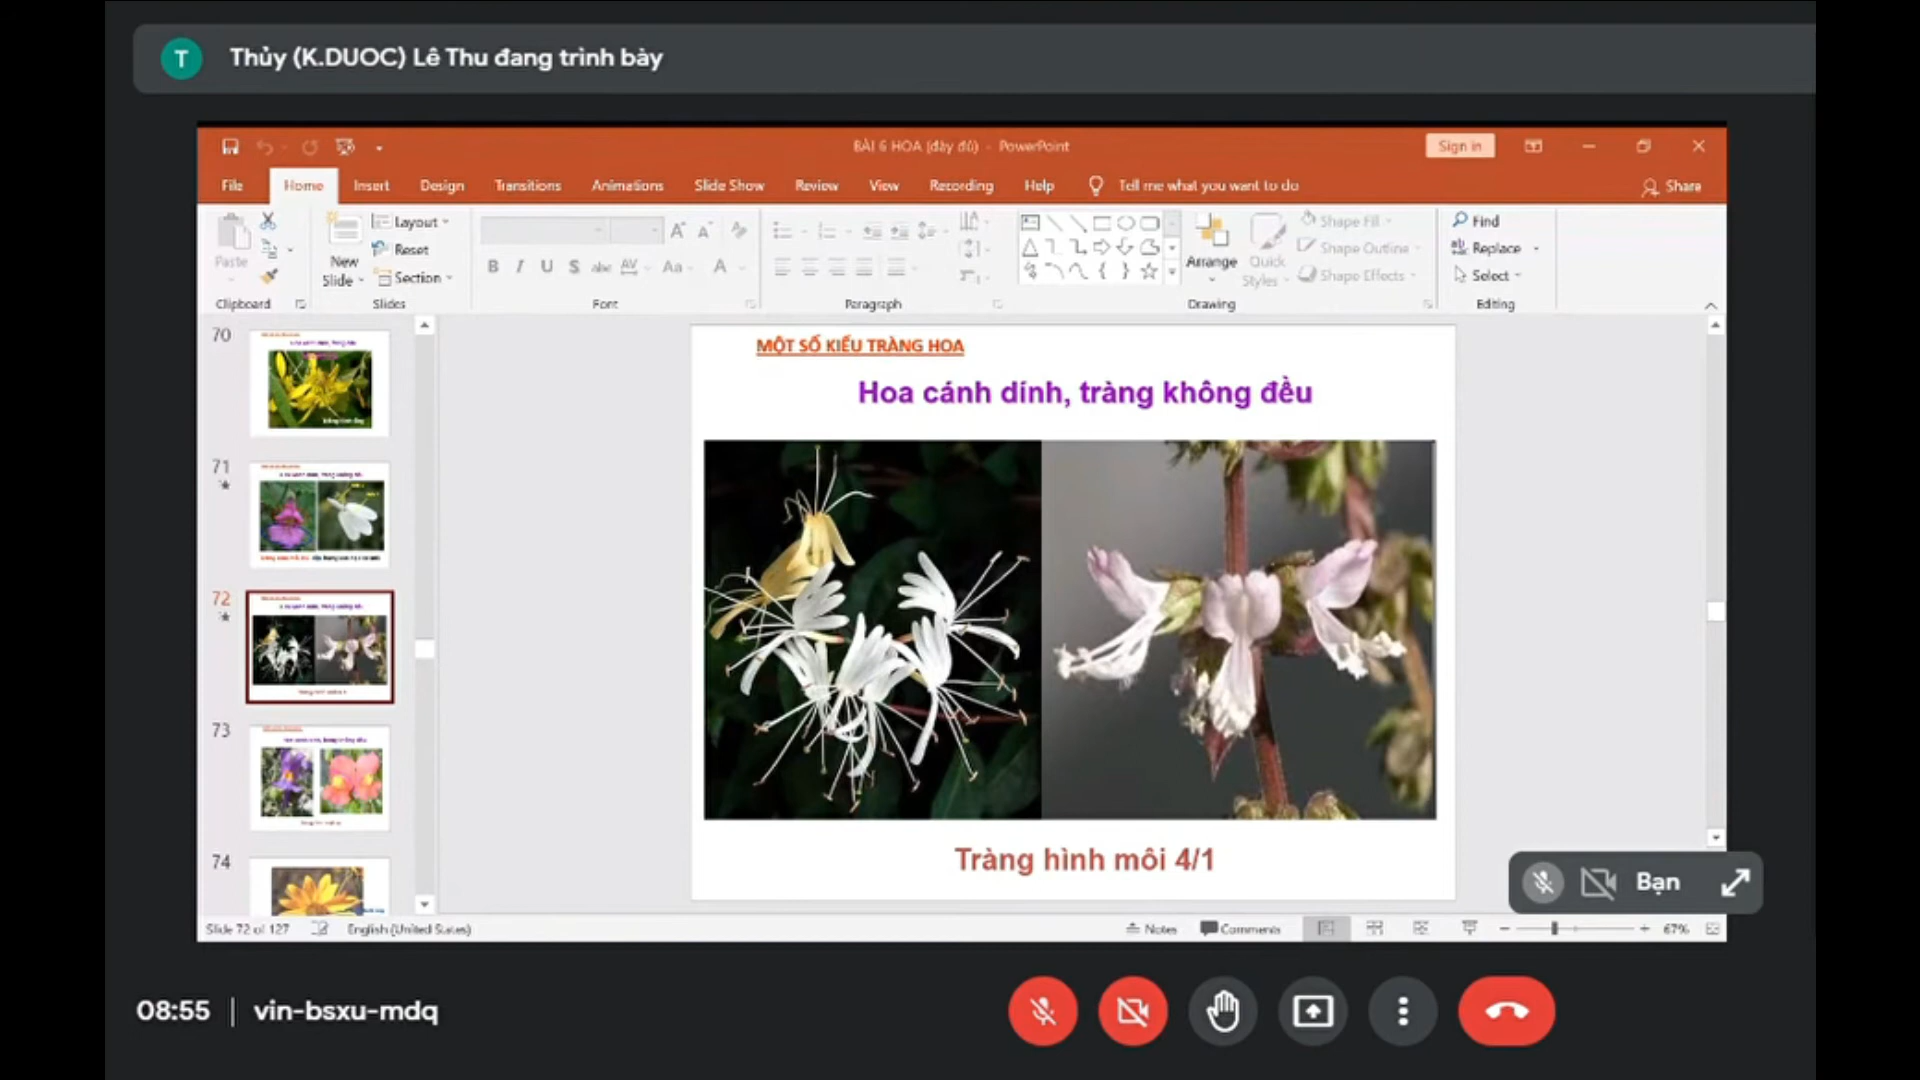 T
Thủy (K.DUOC) Lê Thu đang trình bày
BÀI 6 HOA (đầy đủ) - PowerPoint
Sign in
File Home Insert Design Transitions Animations Slide Show Review View Recording Help Tell me what you want to do Share
Paste
New Slide
Layout
Reset
Section
B I U S abc AV Aa A
Arrange
Quick Styles
Shape Fill
Shape Outline
Shape Effects
Find
Replace
Select
Clipboard Slides Font Paragraph Drawing Editing
70
71
72
73
74
MỘT SỐ KIỂU TRÀNG HOA
Hoa cánh dính, tràng không đều
Tràng hình môi 4/1
Bạn
Slide 72 of 127 English (United States) Notes Comments 67%
08:55 | vin-bsxu-mdq